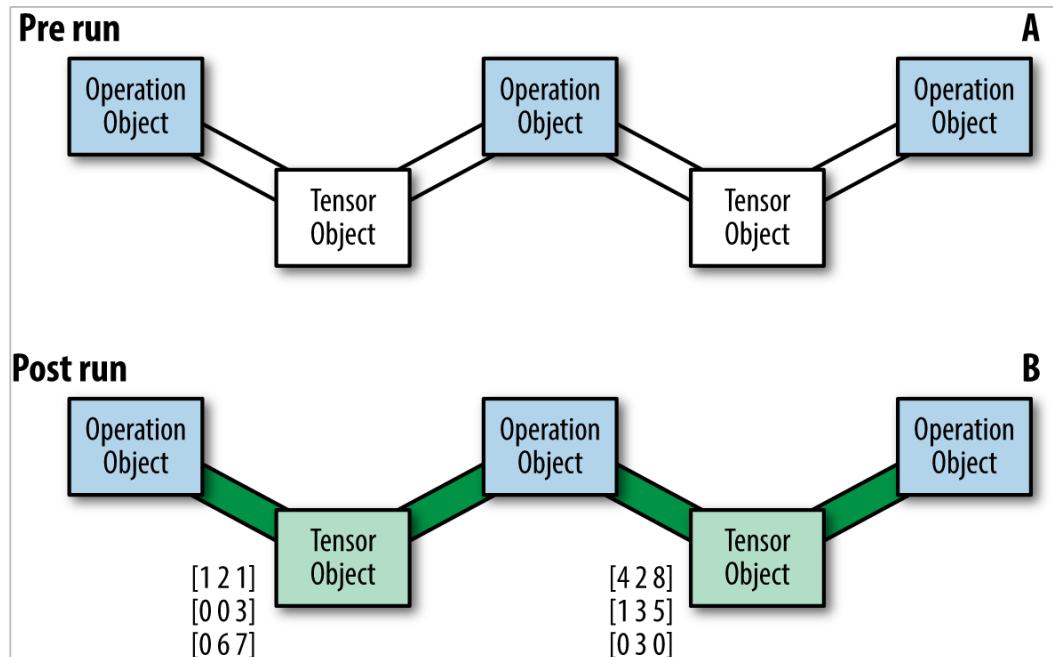 Pre run
A
Operation
Object
Operation
Object
Operation
Object
Tensor
Object
Tensor
Object
Post run
B
Operation
Object
Operation
Object
Operation
Object
Tensor
Object
Tensor
Object
[1 2 1]
[0 0 3]
[0 6 7]
[4 2 8]
[1 3 5]
[0 3 0]